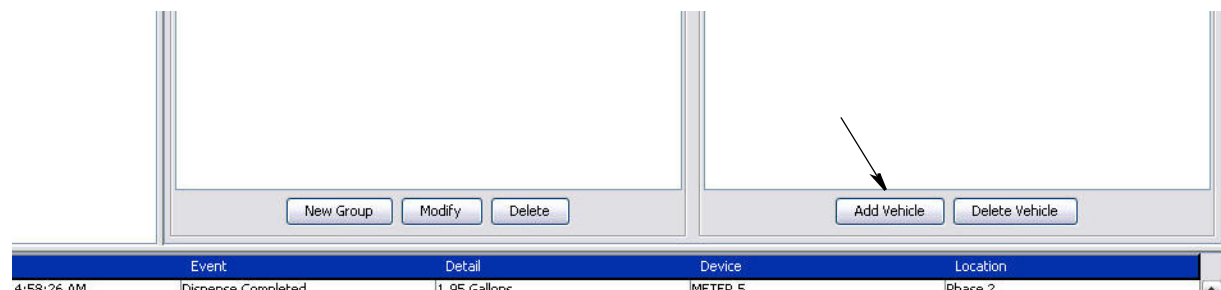 New Group Modify Delete Add Vehicle Delete Vehicle
Event Detail Device Location
4:58:26 AM Dispense Completed 1.95 Gallons METER 5 Phase 2